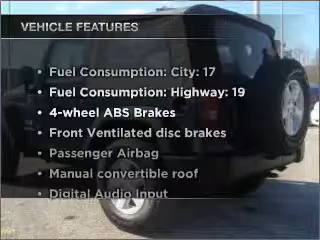 VEHICLE FEATURES
• Fuel Consumption: City: 17
• Fuel Consumption: Highway: 19
• 4-wheel ABS Brakes
• Front Ventilated disc brakes
• Passenger Airbag
• Manual convertible roof
• Digital Audio Input